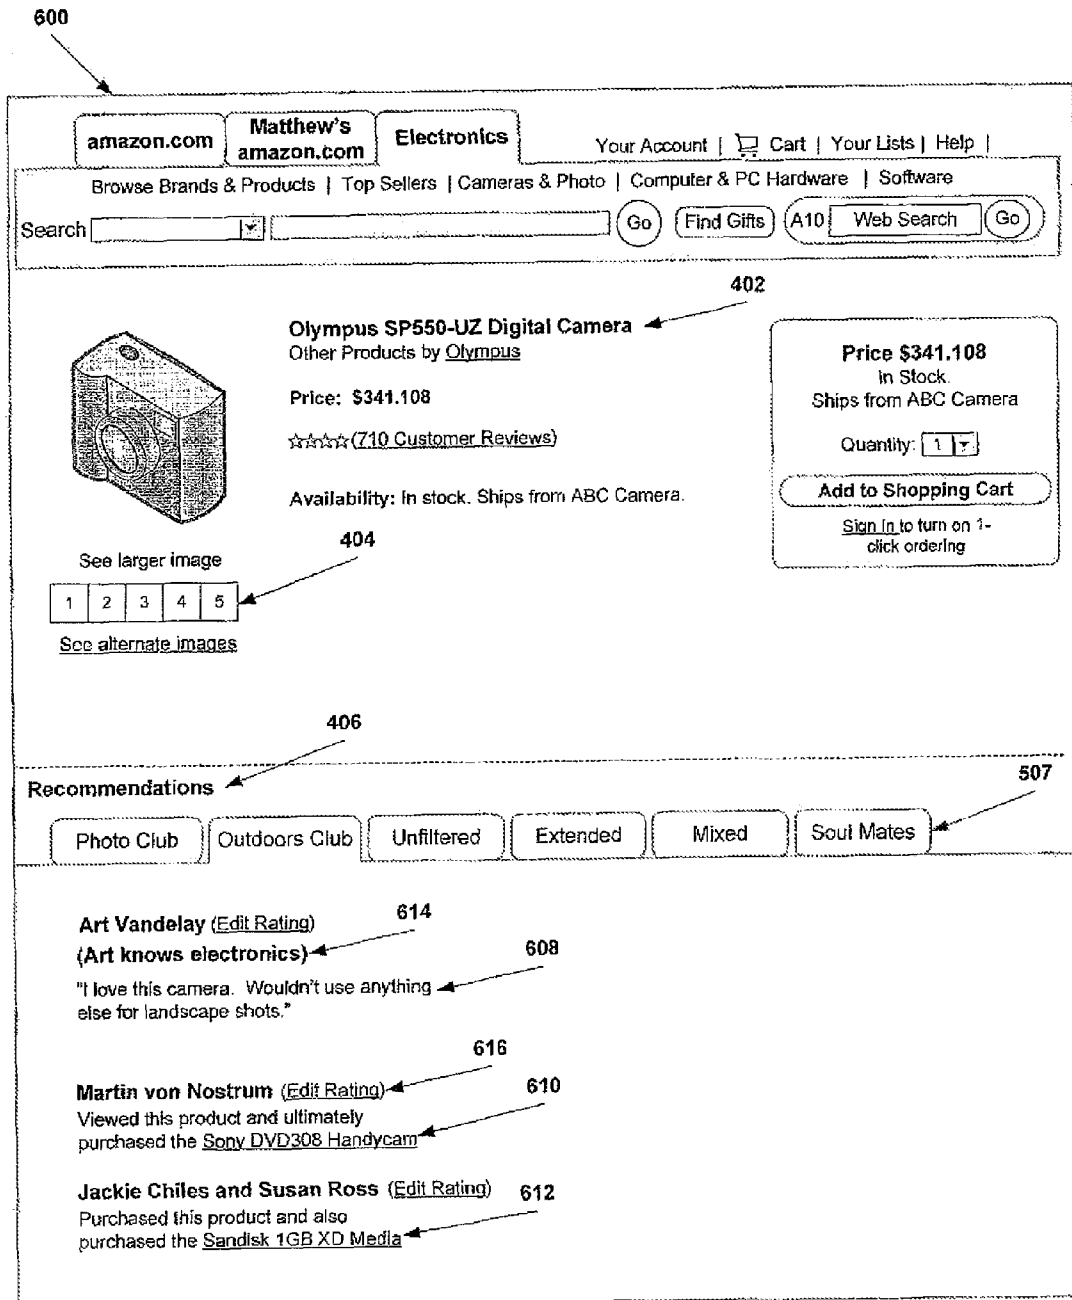 600
amazon.com
Matthew's
amazon.com
Electronics
Your Account | Cart | Your Lists | Help |
Browse Brands & Products | Top Sellers | Cameras & Photo | Computer & PC Hardware | Software
Search
Go
Find Gifts
A10 Web Search
Go
402
Olympus SP550-UZ Digital Camera
Other Products by Olympus
Price: $341.108
(710 Customer Reviews)
Availability: In stock. Ships from ABC Camera.
Price $341.108
In Stock.
Ships from ABC Camera
Quantity: 1
Add to Shopping Cart
Sign In to turn on 1-
click ordering
404
See larger image
1 2 3 4 5
See alternate images
406
Recommendations
507
Photo Club
Outdoors Club
Unfiltered
Extended
Mixed
Soul Mates
Art Vandelay (Edit Rating)
614
(Art knows electronics)
608
"I love this camera. Wouldn't use anything
else for landscape shots."
616
Martin von Nostrum (Edit Rating)
610
Viewed this product and ultimately
purchased the Sony DVD308 Handycam
Jackie Chiles and Susan Ross (Edit Rating)
612
Purchased this product and also
purchased the Sandisk 1GB XD Media